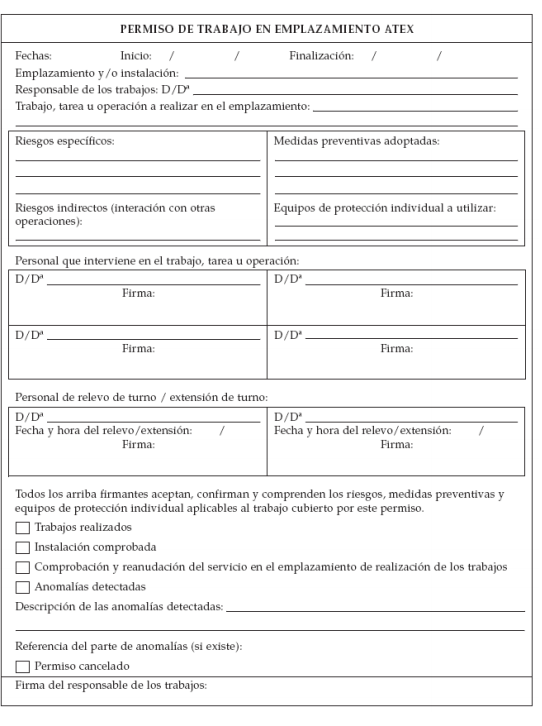 PERMISO DE TRABAJO EN EMPLAZAMIENTO ATEX
Fechas: Inicio: / / Finalización: / /
Emplazamiento y/o instalación:
Responsable de los trabajos: D/Dª
Trabajo, tarea u operación a realizar en el emplazamiento:
Riesgos específicos:
Medidas preventivas adoptadas:
Riesgos indirectos (interación con otras
operaciones):
Equipos de protección individual a utilizar:
Personal que interviene en el trabajo, tarea u operación:
D/Dª
Firma:
D/Dª
Firma:
D/Dª
Firma:
D/Dª
Firma:
Personal de relevo de turno / extensión de turno:
D/Dª
Fecha y hora del relevo/extensión: /
Firma:
D/Dª
Fecha y hora del relevo/extensión: /
Firma:
Todos los arriba firmantes aceptan, confirman y comprenden los riesgos, medidas preventivas y
equipos de protección individual aplicables al trabajo cubierto por este permiso.
Trabajos realizados
Instalación comprobada
Comprobación y reanudación del servicio en el emplazamiento de realización de los trabajos
Anomalías detectadas
Descripción de las anomalías detectadas:
Referencia del parte de anomalías (si existe):
Permiso cancelado
Firma del responsable de los trabajos: